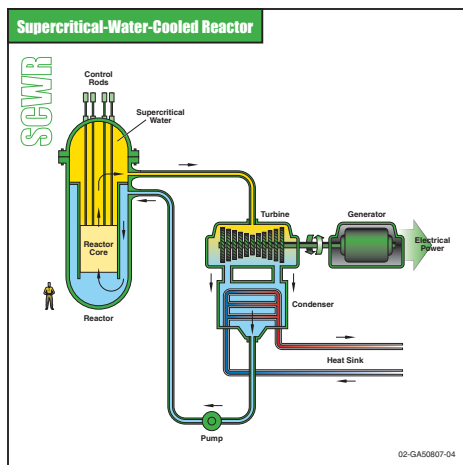 Supercritical-Water-Cooled Reactor
SCWR
Control
Rods
Supercritical
Water
Turbine
Generator
Electrical
Power
Reactor
Core
Reactor
Condenser
Heat Sink
Pump
02-GA50807-04